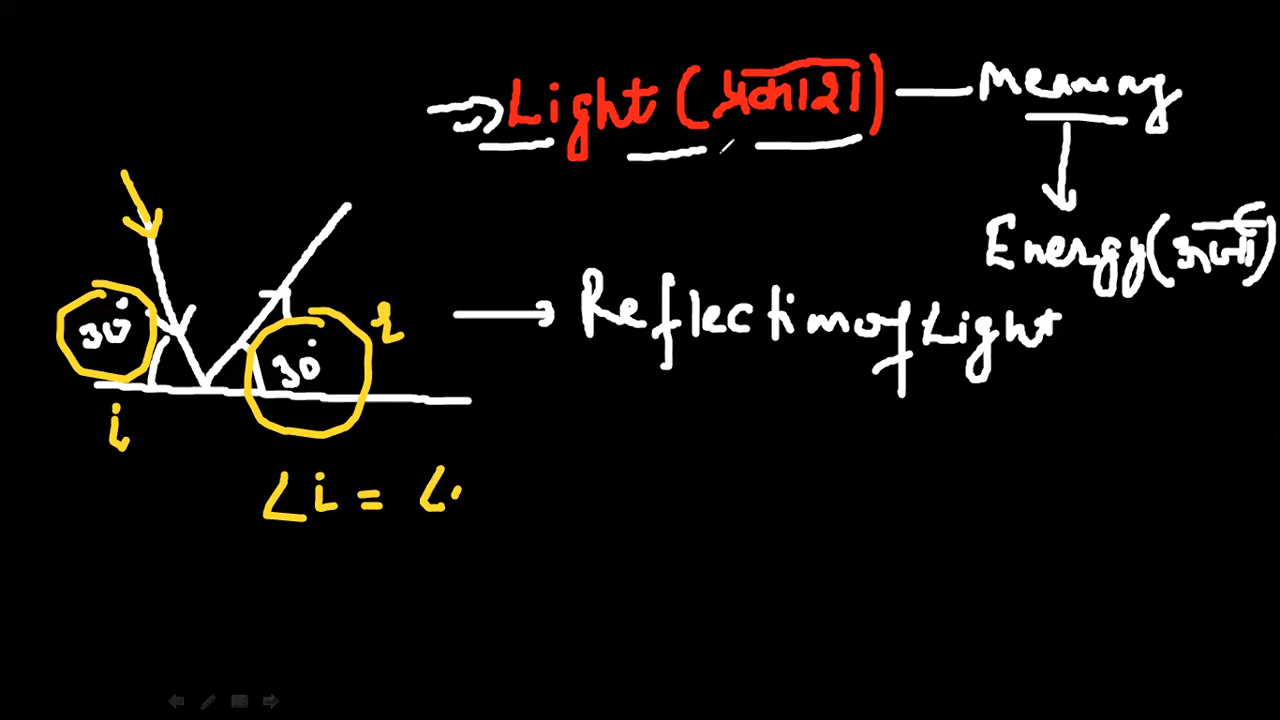 Light (प्रकाश) — Meaning
Energy (ऊर्जा)
→ Reflection of Light
30°
30°
r
i
∠i = ∠